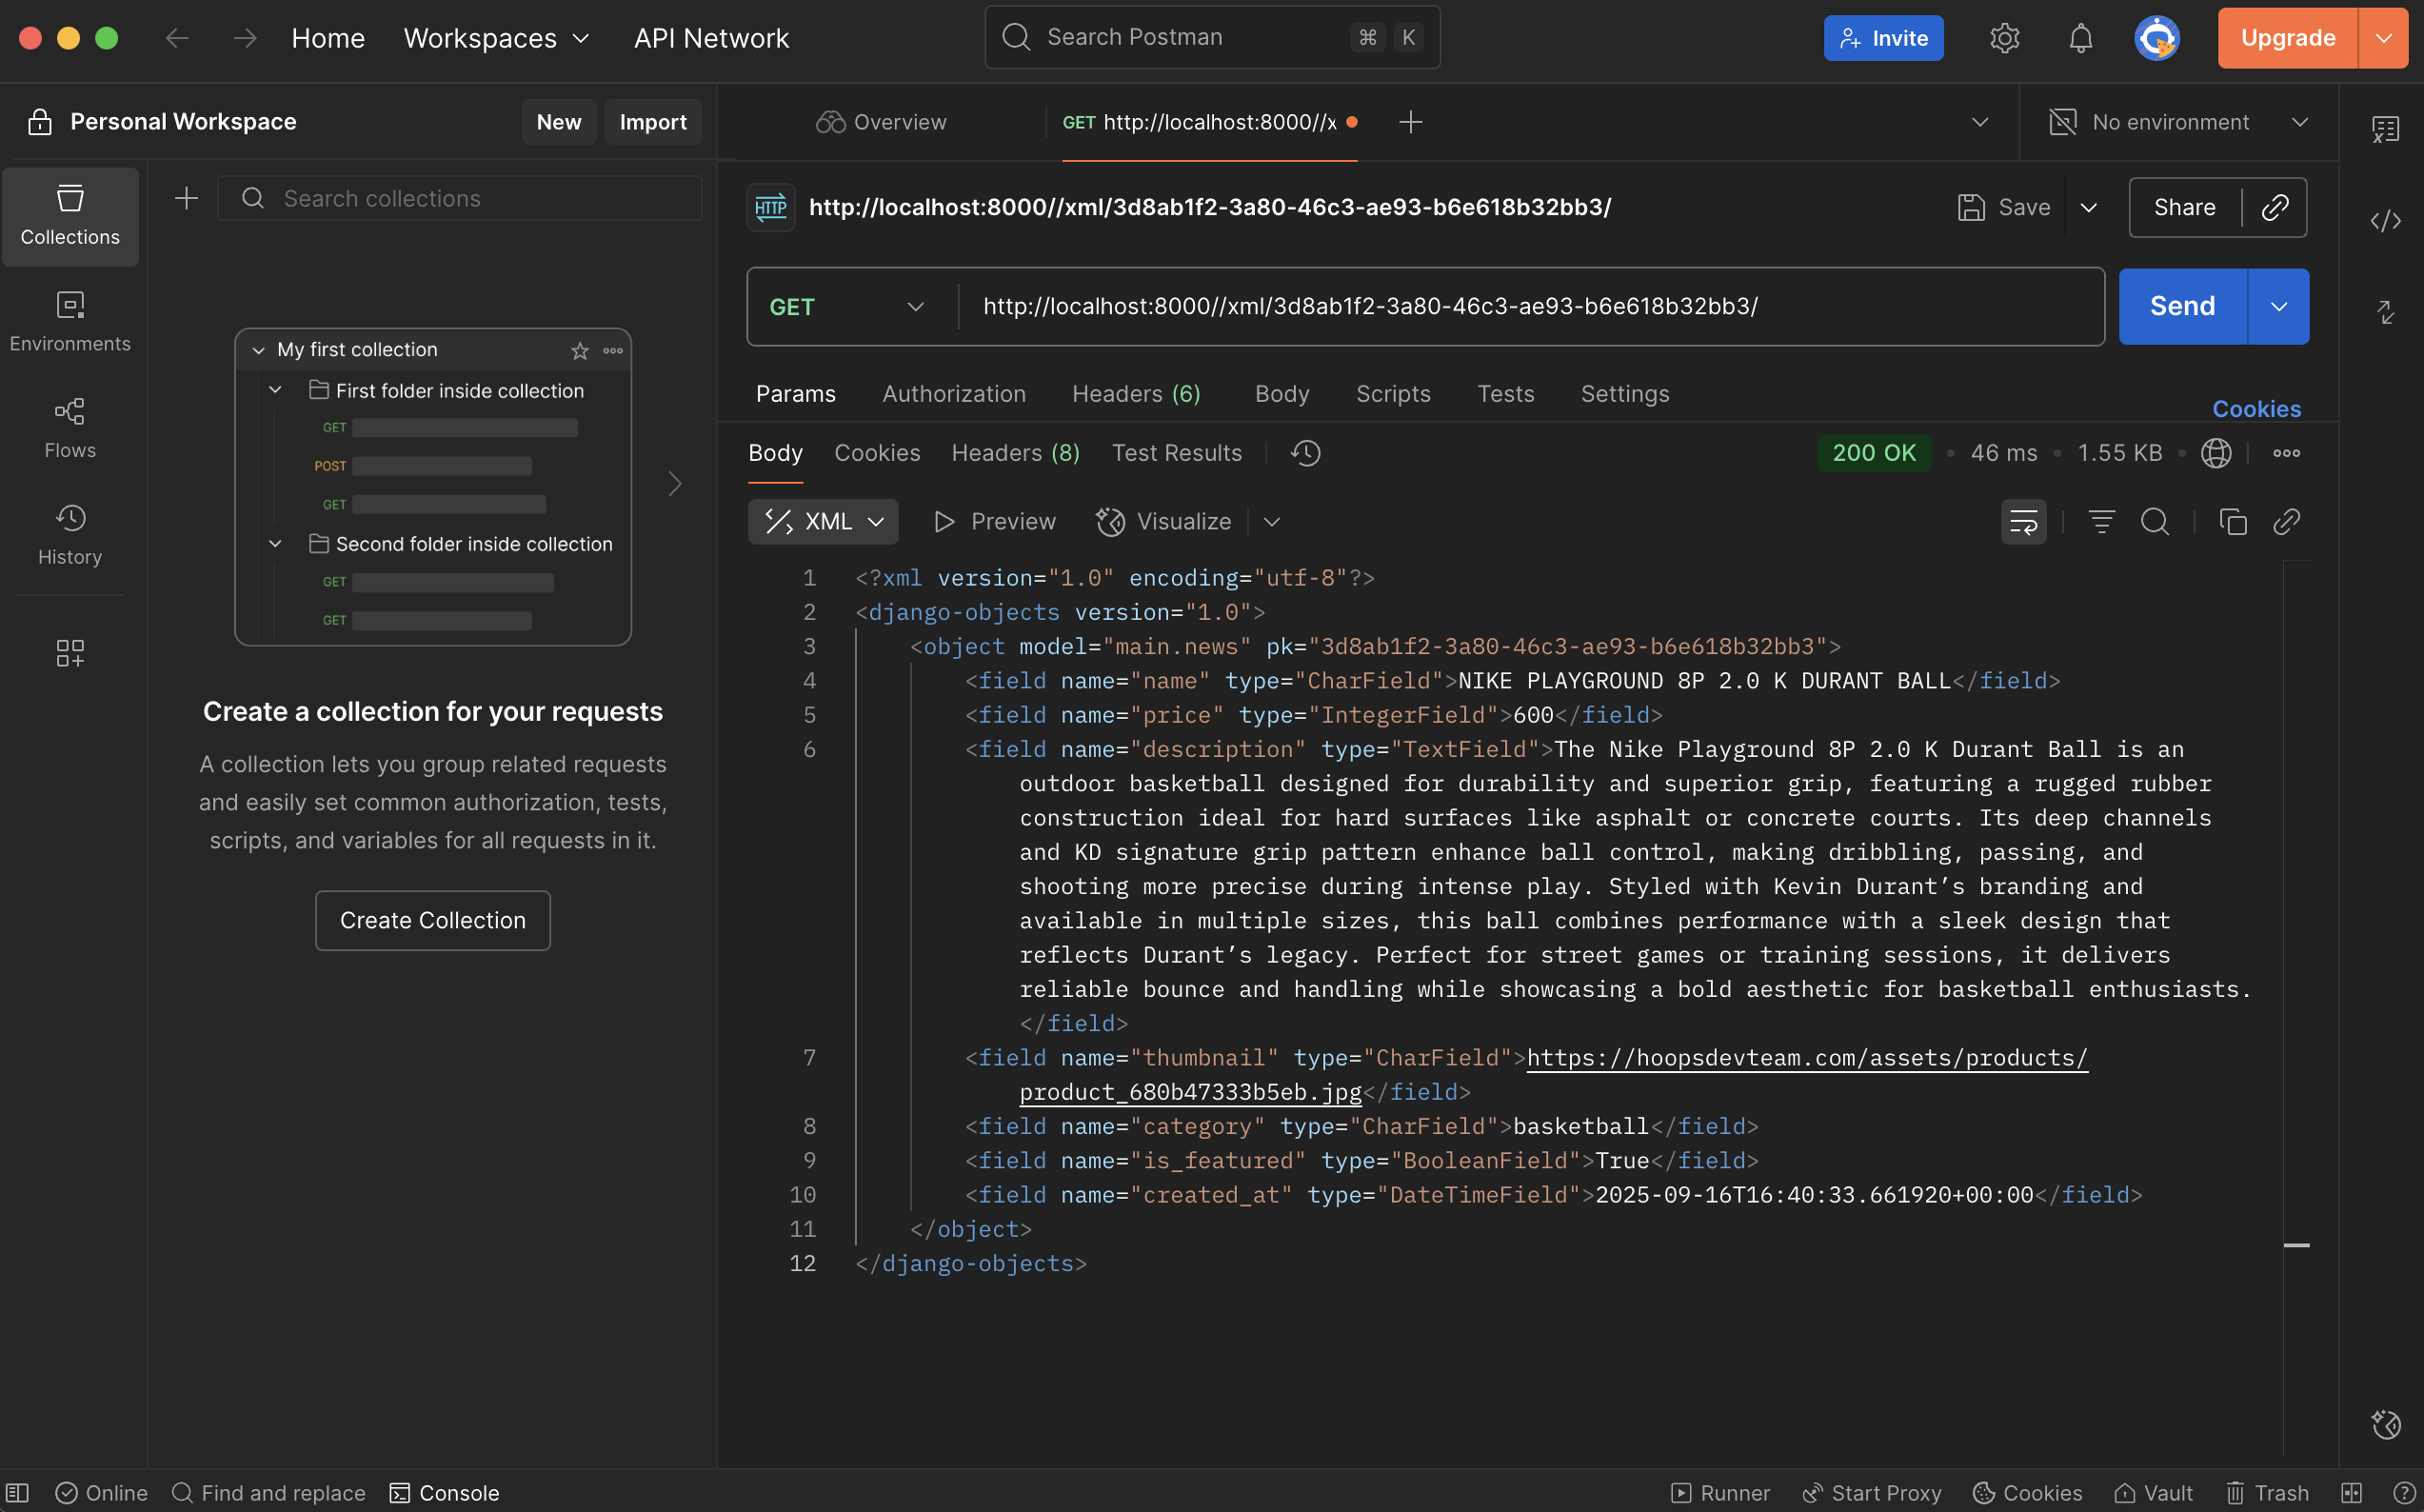 Home Workspaces API Network Search Postman ⌘ K Invite Upgrade
Personal Workspace New Import
Overview GET http://localhost:8000//x No environment
Collections
Search collections
HTTP http://localhost:8000//xml/3d8ab1f2-3a80-46c3-ae93-b6e618b32bb3/ Save Share
Environments
Flows
History
My first collection
First folder inside collection
GET
POST
GET
Second folder inside collection
GET
GET
Create a collection for your requests
A collection lets you group related requests
and easily set common authorization, tests,
scripts, and variables for all requests in it.
Create Collection
GET http://localhost:8000//xml/3d8ab1f2-3a80-46c3-ae93-b6e618b32bb3/ Send
Params Authorization Headers (6) Body Scripts Tests Settings Cookies
Body Cookies Headers (8) Test Results 200 OK • 46 ms • 1.55 KB •
XML Preview Visualize
1 <?xml version="1.0" encoding="utf-8"?>
2 <django-objects version="1.0">
3 <object model="main.news" pk="3d8ab1f2-3a80-46c3-ae93-b6e618b32bb3">
4 <field name="name" type="CharField">NIKE PLAYGROUND 8P 2.0 K DURANT BALL</field>
5 <field name="price" type="IntegerField">600</field>
6 <field name="description" type="TextField">The Nike Playground 8P 2.0 K Durant Ball is an
outdoor basketball designed for durability and superior grip, featuring a rugged rubber
construction ideal for hard surfaces like asphalt or concrete courts. Its deep channels
and KD signature grip pattern enhance ball control, making dribbling, passing, and
shooting more precise during intense play. Styled with Kevin Durant’s branding and
available in multiple sizes, this ball combines performance with a sleek design that
reflects Durant’s legacy. Perfect for street games or training sessions, it delivers
reliable bounce and handling while showcasing a bold aesthetic for basketball enthusiasts.
</field>
7 <field name="thumbnail" type="CharField">https://hoopsdevteam.com/assets/products/
product_680b47333b5eb.jpg</field>
8 <field name="category" type="CharField">basketball</field>
9 <field name="is_featured" type="BooleanField">True</field>
10 <field name="created_at" type="DateTimeField">2025-09-16T16:40:33.661920+00:00</field>
11 </object>
12 </django-objects>
Online Find and replace Console Runner Start Proxy Cookies Vault Trash